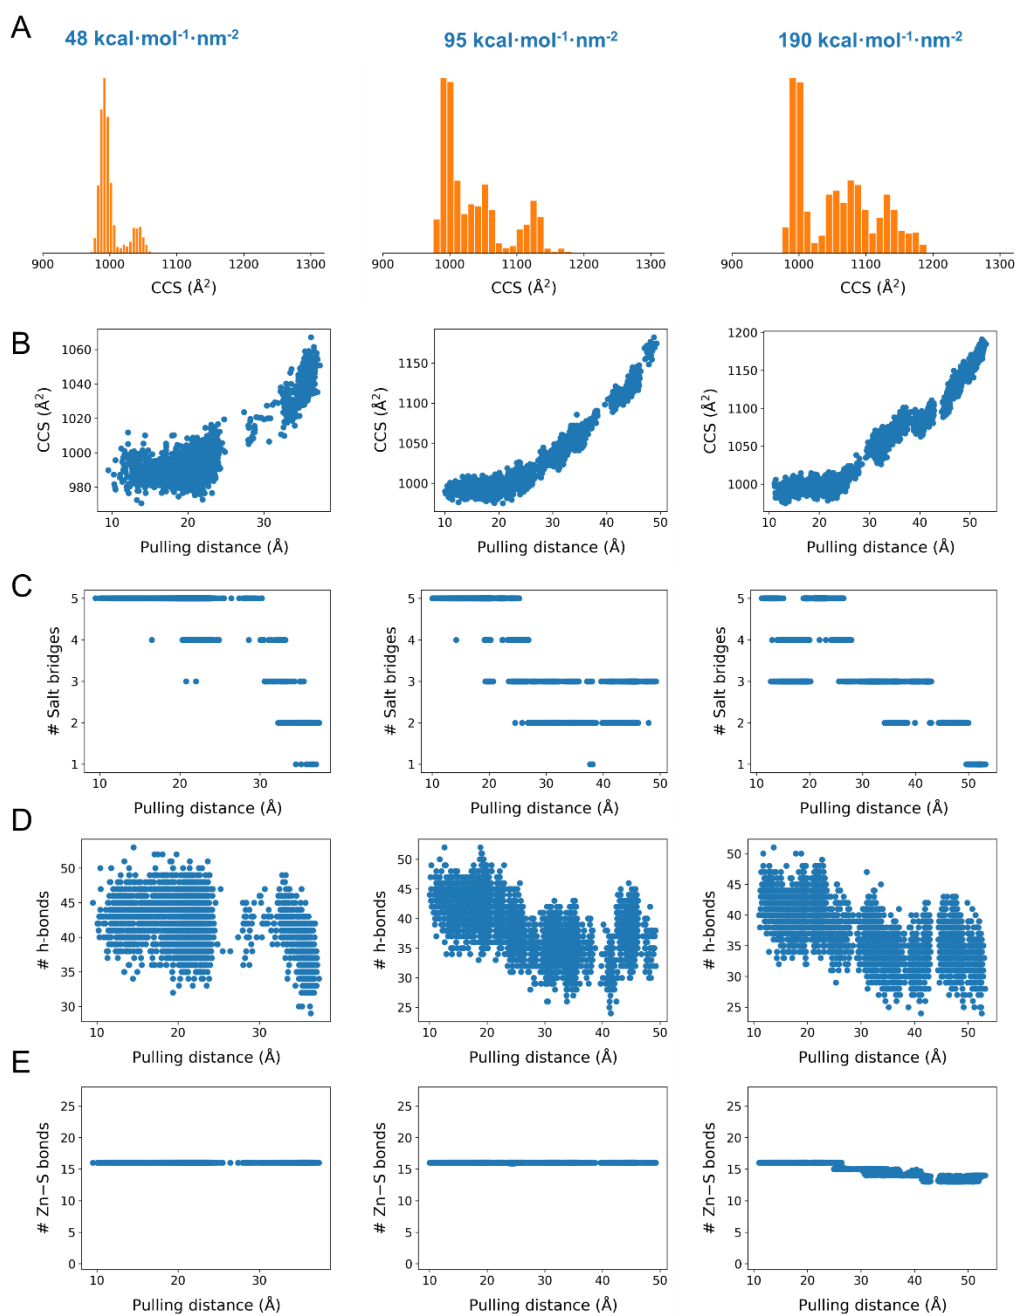 A
48 kcal·mol⁻¹·nm⁻² 95 kcal·mol⁻¹·nm⁻² 190 kcal·mol⁻¹·nm⁻²
900 1000 1100 1200 1300 900 1000 1100 1200 1300 900 1000 1100 1200 1300
CCS (Å²) CCS (Å²) CCS (Å²)
B
CCS (Å²) 1060 1040 1020 1000 980
10 20 30
Pulling distance (Å)
CCS (Å²) 1150 1100 1050 1000
10 20 30 40 50
Pulling distance (Å)
CCS (Å²) 1200 1150 1100 1050 1000
10 20 30 40 50
Pulling distance (Å)
C
# Salt bridges 5 4 3 2 1
10 20 30
Pulling distance (Å)
# Salt bridges 5 4 3 2 1
10 20 30 40 50
Pulling distance (Å)
# Salt bridges 5 4 3 2 1
10 20 30 40 50
Pulling distance (Å)
D
# h-bonds 50 45 40 35 30
10 20 30
Pulling distance (Å)
# h-bonds 50 45 40 35 30 25
10 20 30 40 50
Pulling distance (Å)
# h-bonds 50 45 40 35 30 25
10 20 30 40 50
Pulling distance (Å)
E
# Zn−S bonds 25 20 15 10 5 0
10 20 30
Pulling distance (Å)
# Zn−S bonds 25 20 15 10 5 0
10 20 30 40 50
Pulling distance (Å)
# Zn−S bonds 25 20 15 10 5 0
10 20 30 40 50
Pulling distance (Å)